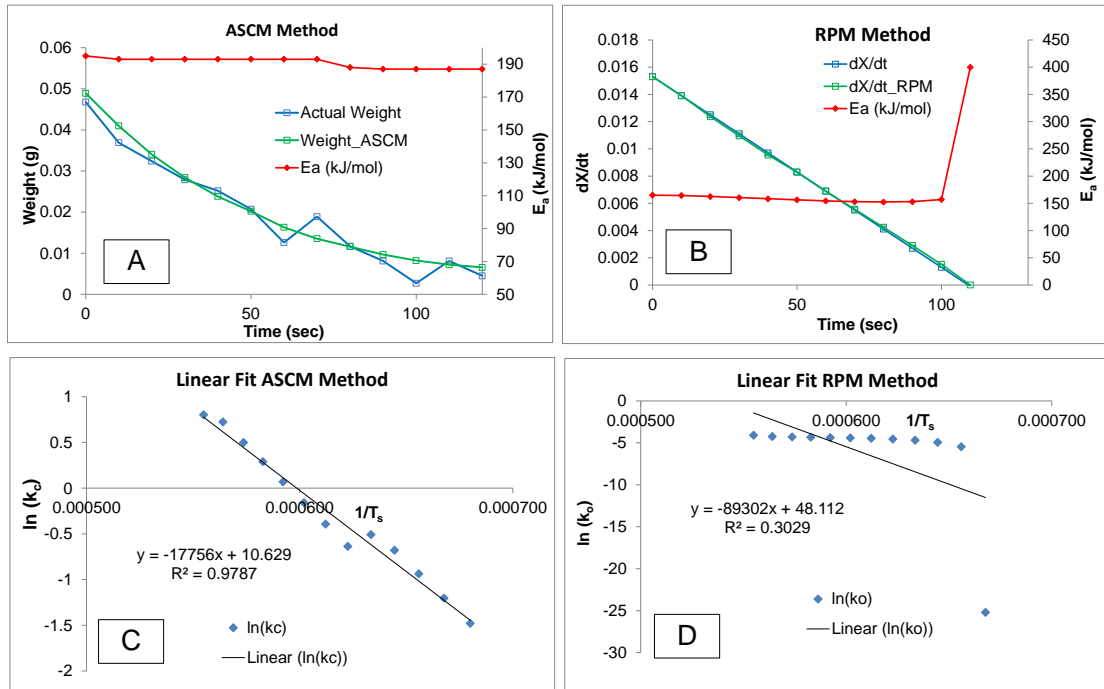 ASCM Method
0.06
0.05
0.04
0.03
0.02
0.01
0
Weight (g)
190
170
150
130
110
90
70
50
Eₐ (kJ/mol)
Actual Weight
Weight_ASCM
Ea (kJ/mol)
A
0
50
100
Time (sec)
RPM Method
0.018
0.016
0.014
0.012
0.01
0.008
0.006
0.004
0.002
0
dX/dt
450
400
350
300
250
200
150
100
50
0
Eₐ (kJ/mol)
dX/dt
dX/dt_RPM
Ea (kJ/mol)
B
0
50
100
Time (sec)
Linear Fit ASCM Method
1
0.5
0
-0.5
-1
-1.5
-2
ln (k꜀)
0.000500
0.000600
0.000700
1/Tₛ
y = -17756x + 10.629
R² = 0.9787
ln(kc)
Linear (ln(kc))
C
Linear Fit RPM Method
0
-5
-10
-15
-20
-25
-30
ln (kₒ)
0.000500
0.000600
0.000700
1/Tₛ
y = -89302x + 48.112
R² = 0.3029
ln(ko)
Linear (ln(ko))
D